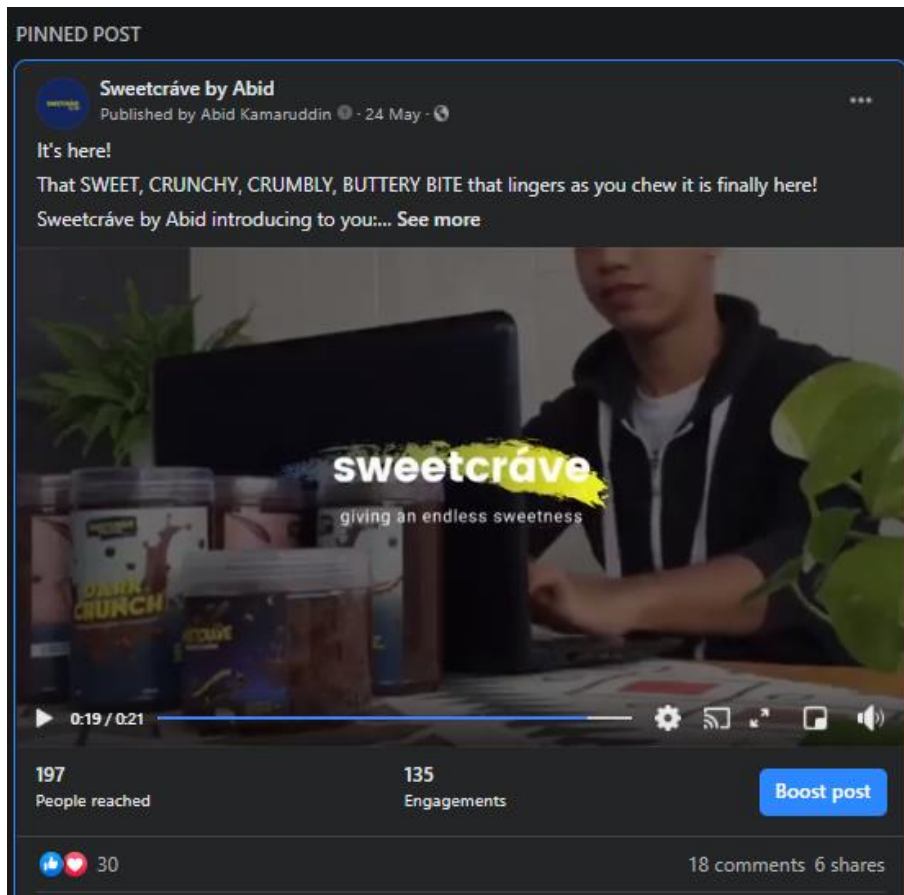 PINNED POST
Sweetcráve by Abid
Published by Abid Kamaruddin · 24 May ·
It's here!
That SWEET, CRUNCHY, CRUMBLY, BUTTERY BITE that lingers as you chew it is finally here!
Sweetcráve by Abid introducing to you:... See more
sweetcráve
giving an endless sweetness
DARK
CRUNCH
0:19 / 0:21
197
People reached
135
Engagements
Boost post
30
18 comments 6 shares